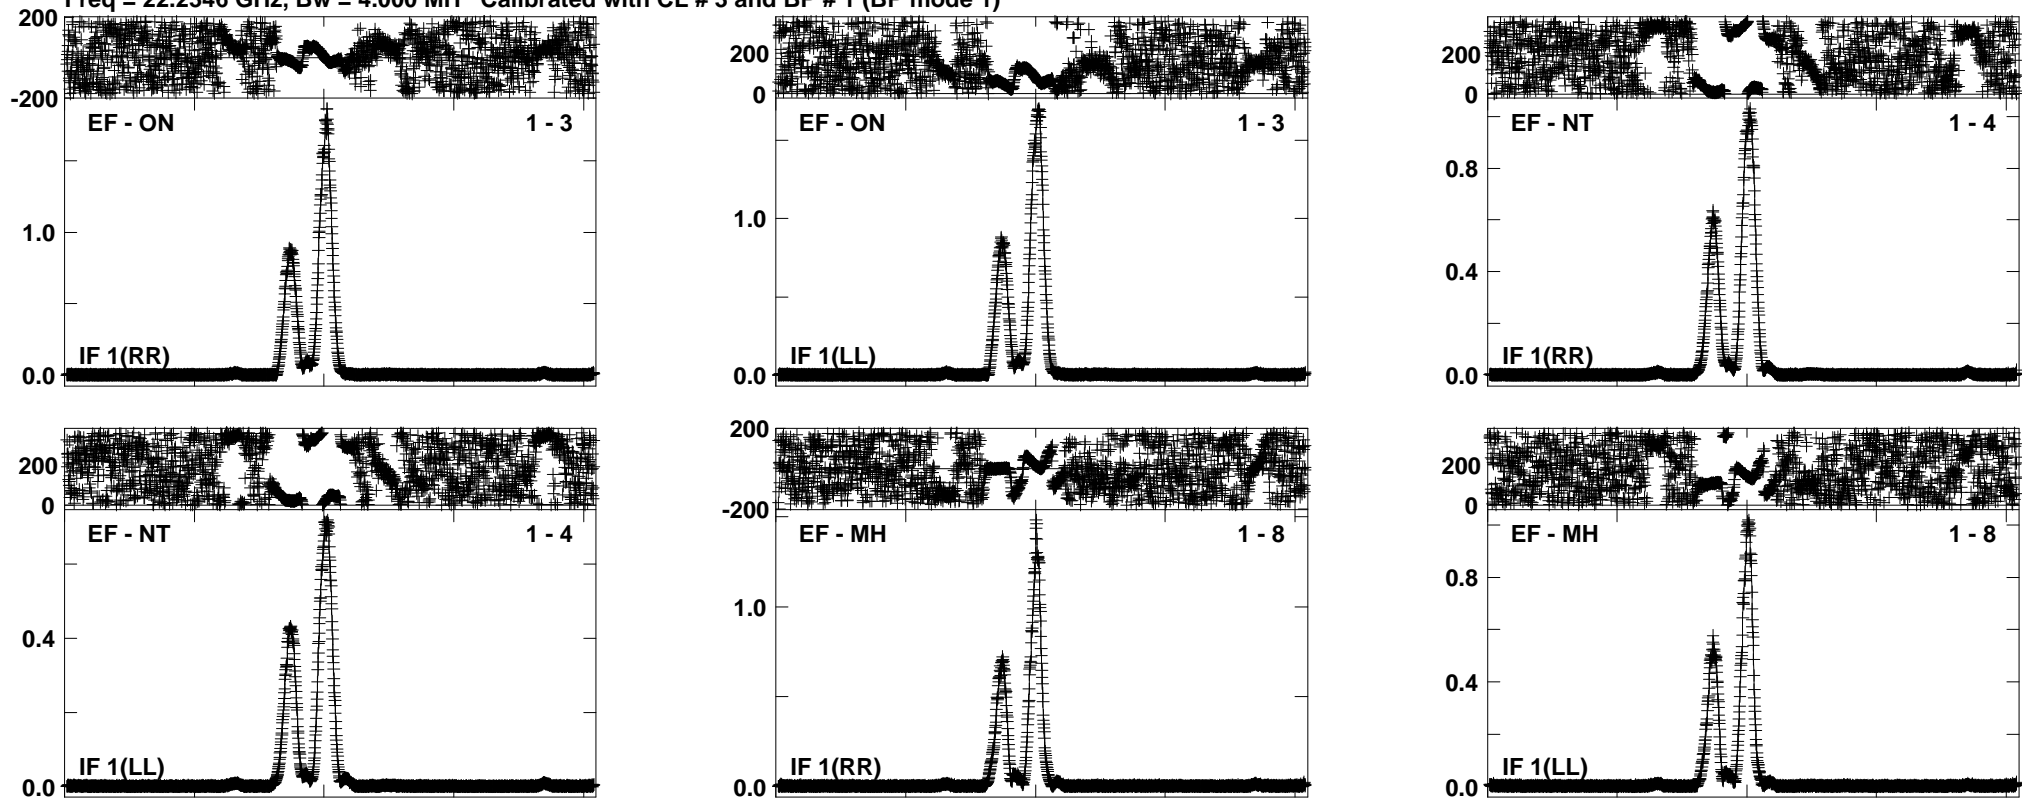 Freq = 22.2346 GHz, Bw = 4.000 MH Calibrated with CL # 3 and BP # 1 (BP mode 1)
200
-200
EF - ON 1 - 3
1.0
IF 1(RR)
0.0
200
0
EF - ON 1 - 3
1.0
IF 1(LL)
0.0
200
0
EF - NT 1 - 4
0.8
0.4
IF 1(RR)
0.0
200
0
EF - NT 1 - 4
0.4
IF 1(LL)
0.0
200
-200
EF - MH 1 - 8
1.0
IF 1(RR)
0.0
200
0
EF - MH 1 - 8
0.8
0.4
IF 1(LL)
0.0